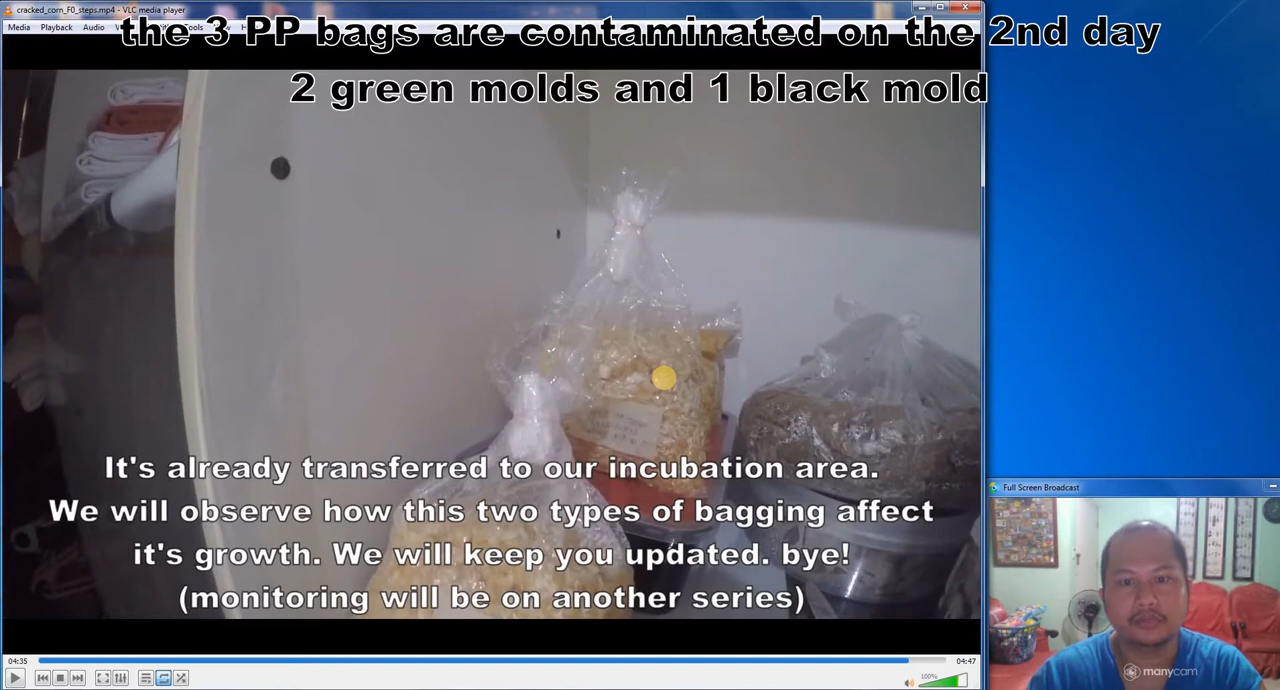 cracked_corn_F0_steps.mp4 - VLC media player
Media Playback Audio Tools
the 3 PP bags are contaminated on the 2nd day
2 green molds and 1 black mold
It's already transferred to our incubation area.
We will observe how this two types of bagging affect
it's growth. We will keep you updated. bye!
(monitoring will be on another series)
04:35
04:47
100%
Full Screen Broadcast
manycam